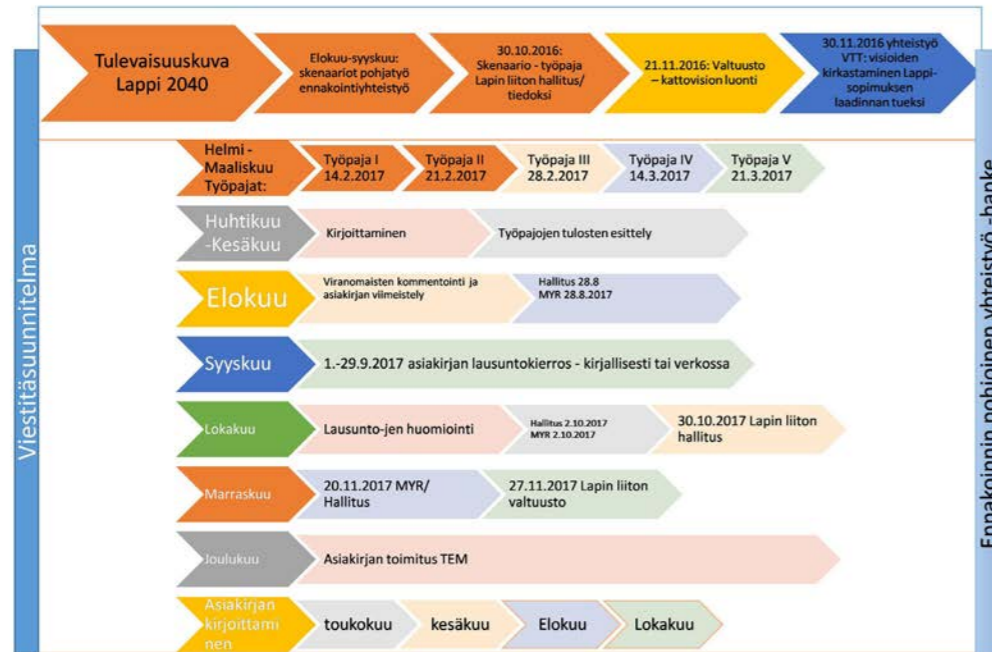 Viestitäsuunnitelma
Tulevaisuuskuva
Lappi 2040
Elokuu-syyskuu:
skenaariot pohjatyö
ennakointiyhteistyö
30.10.2016:
Skenaario - työpaja
Lapin liiton hallitus/
tiedoksi
21.11.2016: Valtuusto
– kattovision luonti
30.11.2016 yhteistyö
VTT: visioiden
kirkastaminen Lappi-
sopimuksen
laadinnan tueksi
Helmi -
Maaliskuu
Työpajat:
Työpaja I
14.2.2017
Työpaja II
21.2.2017
Työpaja III
28.2.2017
Työpaja IV
14.3.2017
Työpaja V
21.3.2017
Huhtikuu
-Kesäkuu
Kirjoittaminen
Työpajojen tulosten esittely
Elokuu
Viranomaisten kommentointi ja
asiakirjan viimeistely
Hallitus 28.8
MYR 28.8.2017
Syyskuu
1.-29.9.2017 asiakirjan lausuntokierros - kirjallisesti tai verkossa
Lokakuu
Lausunto-jen huomiointi
Hallitus 2.10.2017
MYR 2.10.2017
30.10.2017 Lapin liiton
hallitus
Marraskuu
20.11.2017 MYR/
Hallitus
27.11.2017 Lapin liiton
valtuusto
Joulukuu
Asiakirjan toimitus TEM
Asiakirjan
kirjoittami
nen
toukokuu
kesäkuu
Elokuu
Lokakuu
Ennakoinnin pohjoinen yhteistyö -hanke